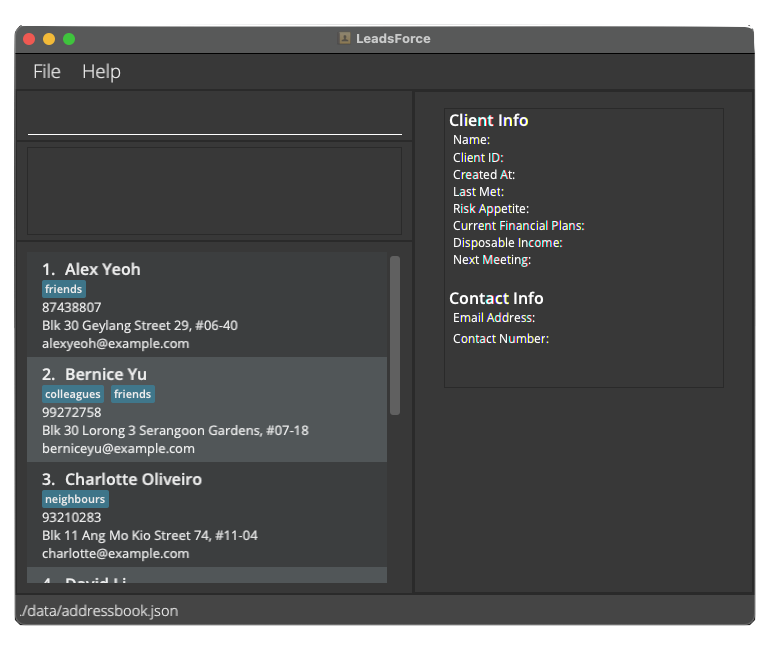 LeadsForce
File Help
1. Alex Yeoh
friends
87438807
Blk 30 Geylang Street 29, #06-40
alexyeoh@example.com
2. Bernice Yu
colleagues friends
99272758
Blk 30 Lorong 3 Serangoon Gardens, #07-18
berniceyu@example.com
3. Charlotte Oliveiro
neighbours
93210283
Blk 11 Ang Mo Kio Street 74, #11-04
charlotte@example.com
4. David Li
Client Info
Name:
Client ID:
Created At:
Last Met:
Risk Appetite:
Current Financial Plans:
Disposable Income:
Next Meeting:
Contact Info
Email Address:
Contact Number:
./data/addressbook.json